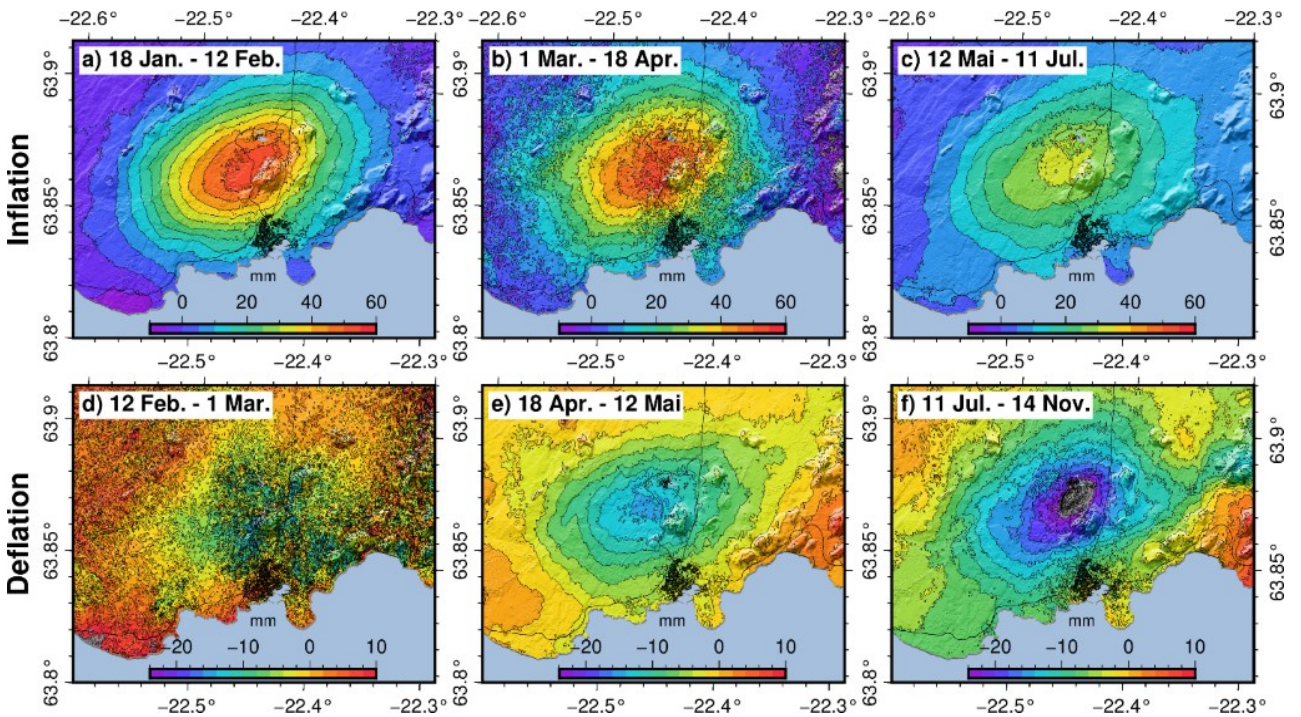 −22.6° −22.5° −22.4° −22.3° −22.6° −22.5° −22.4° −22.3° −22.6° −22.5° −22.4° −22.3°
Inflation
a) 18 Jan. - 12 Feb.
63.9°
63.85°
63.8°
mm
0 20 40 60
b) 1 Mar. - 18 Apr.
63.9°
63.85°
63.8°
mm
0 20 40 60
c) 12 Mai - 11 Jul.
63.9°
63.85°
63.9°
63.85°
63.8°
mm
0 20 40 60
−22.5° −22.4° −22.3° −22.5° −22.4° −22.3° −22.5° −22.4° −22.3°
Deflation
d) 12 Feb. - 1 Mar.
63.9°
63.85°
63.8°
mm
−20 −10 0 10
e) 18 Apr. - 12 Mai
63.9°
63.85°
63.8°
mm
−20 −10 0 10
f) 11 Jul. - 14 Nov.
63.9°
63.85°
63.9°
63.85°
63.8°
mm
−20 −10 0 10
−22.5° −22.4° −22.3° −22.5° −22.4° −22.3° −22.5° −22.4° −22.3°